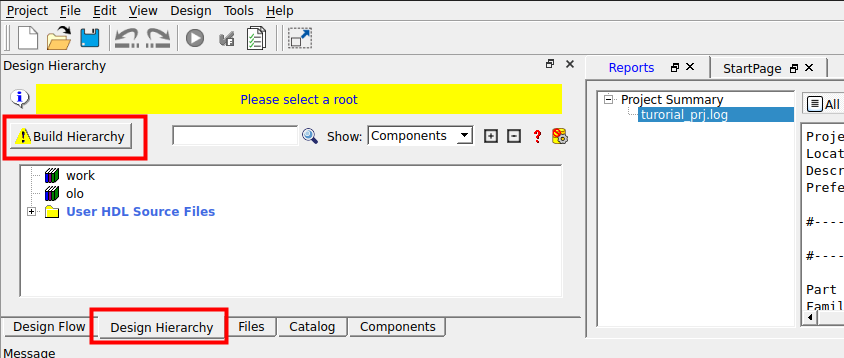 Project File Edit View Design Tools Help
Design Hierarchy
Reports StartPage
Please select a root
Project Summary
turorial_prj.log
All
Build Hierarchy
Show: Components
work
olo
User HDL Source Files
Proje
Locat
Descr
Prefe
#----
#----
Part
Famil
Design Flow Design Hierarchy Files Catalog Components
Message